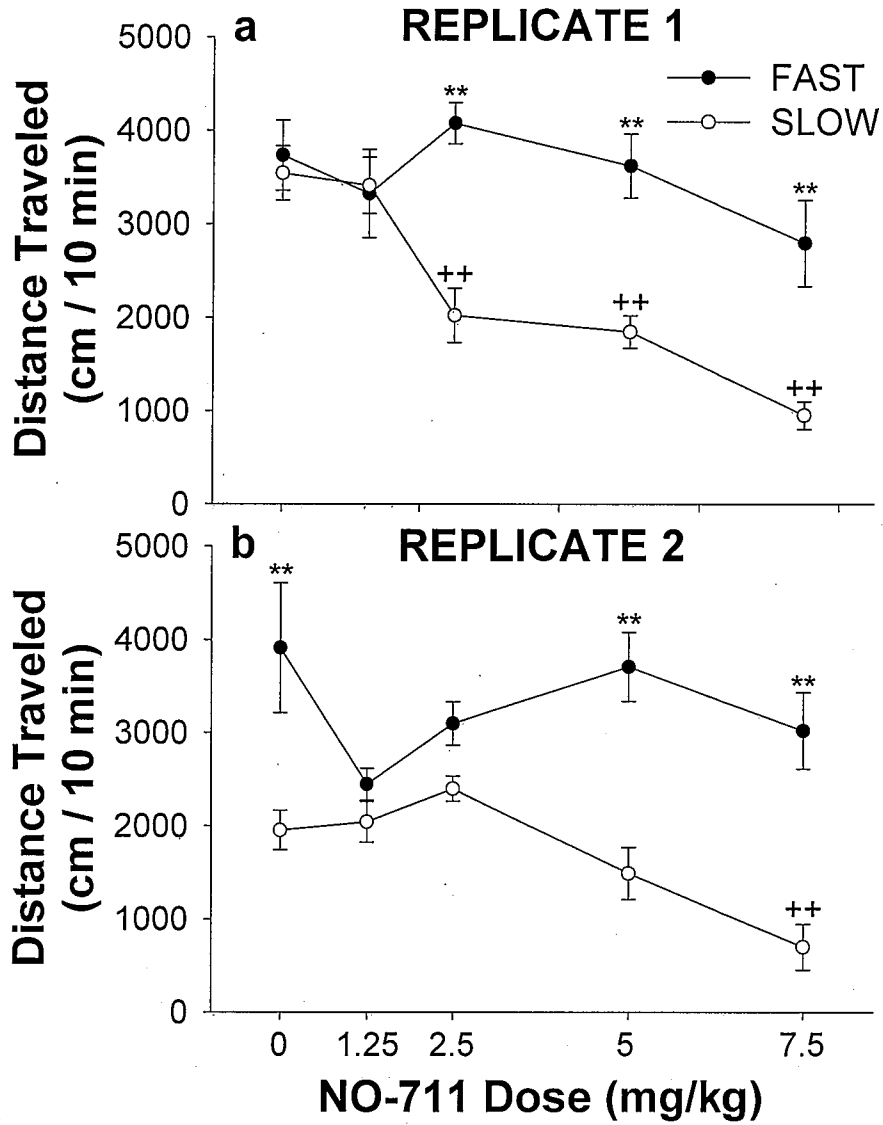 a REPLICATE 1
FAST
SLOW
5000
4000
3000
2000
1000
0
Distance Traveled
(cm / 10 min)
**
**
**
++
++
++
b REPLICATE 2
5000
4000
3000
2000
1000
0
Distance Traveled
(cm / 10 min)
**
**
**
++
0 1.25 2.5 5 7.5
NO-711 Dose (mg/kg)